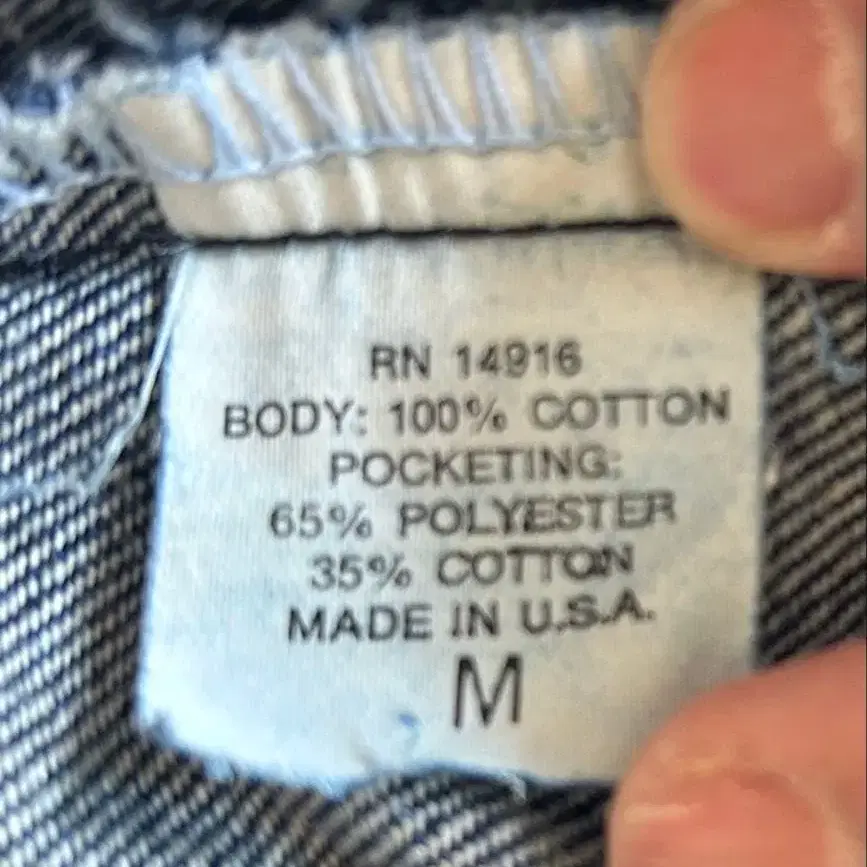 RN 14916
BODY: 100% COTTON
POCKETING:
65% POLYESTER
35% COTTON
MADE IN U.S.A.
M